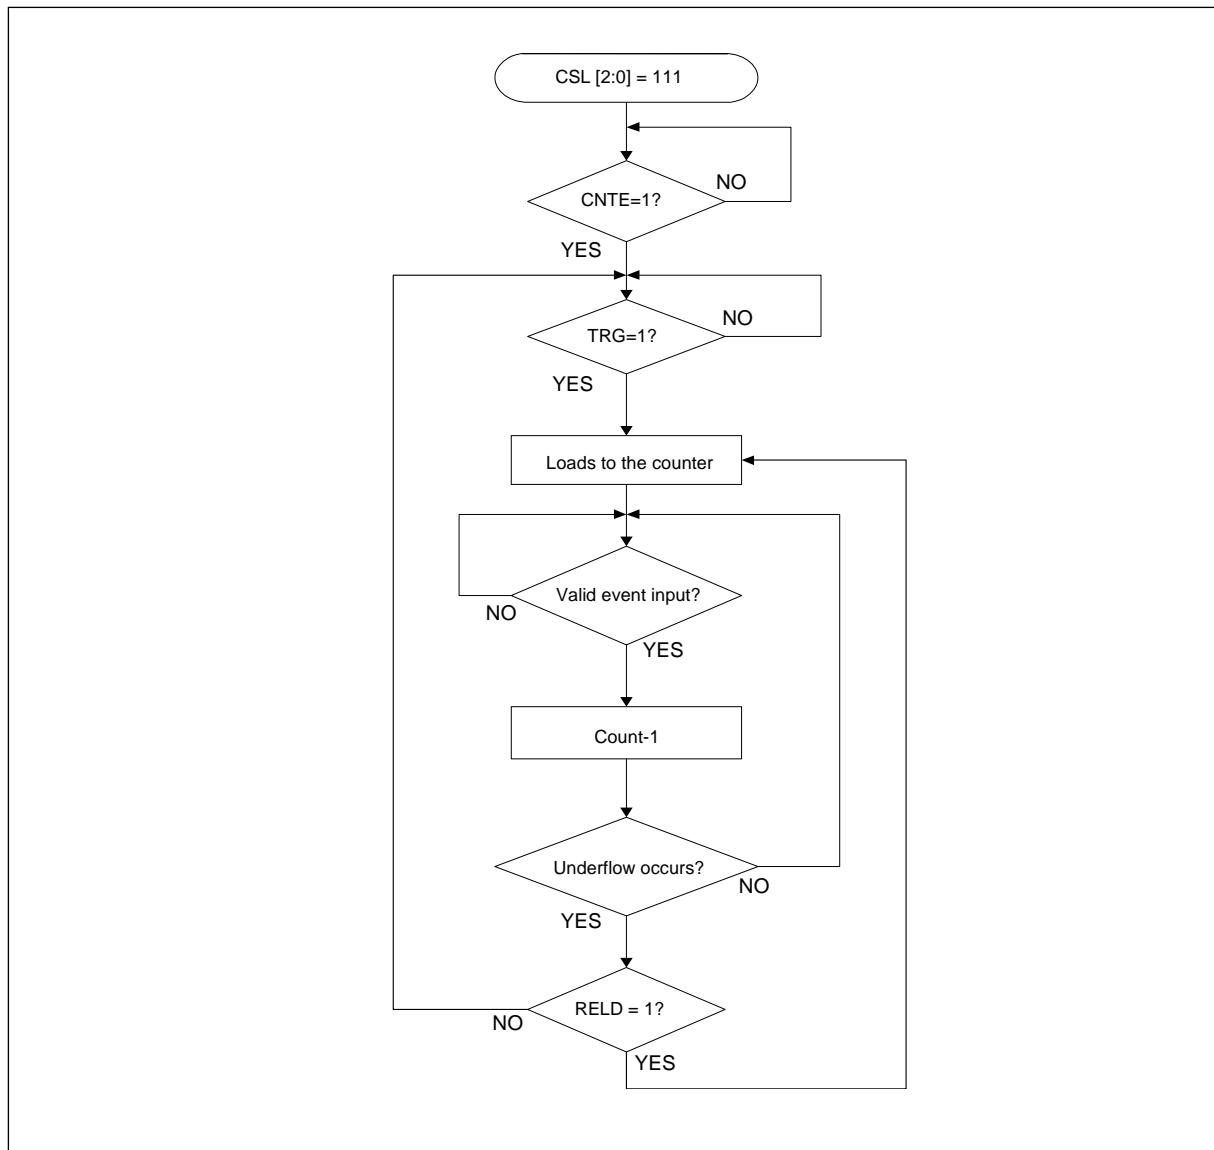 CSL [2:0] = 111
CNTE=1?
NO
YES
TRG=1?
NO
YES
Loads to the counter
Valid event input?
NO
YES
Count-1
Underflow occurs?
NO
YES
RELD = 1?
NO
YES